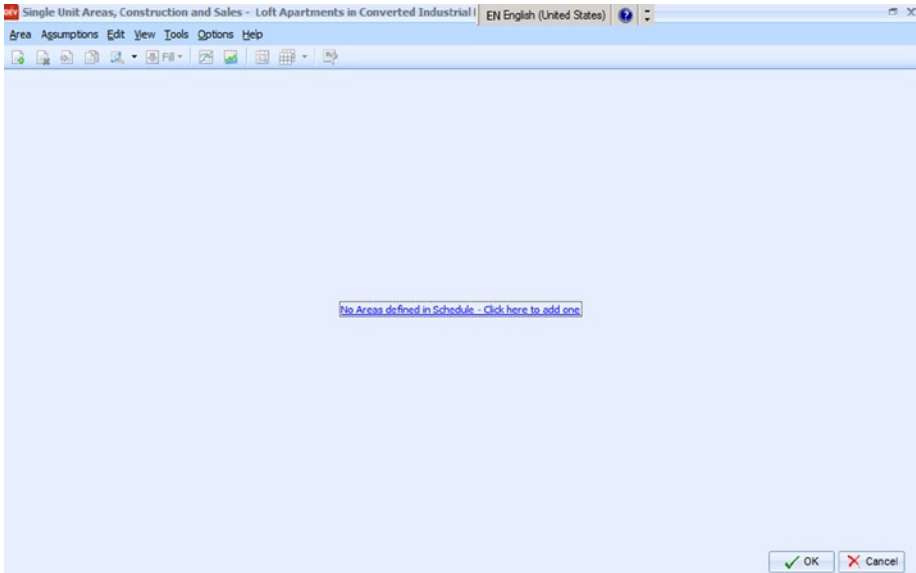 DEV Single Unit Areas, Construction and Sales - Loft Apartments in Converted Industrial EN English (United States)
Area Assumptions Edit View Tools Options Help
Fill
No Areas defined in Schedule - Click here to add one
OK Cancel